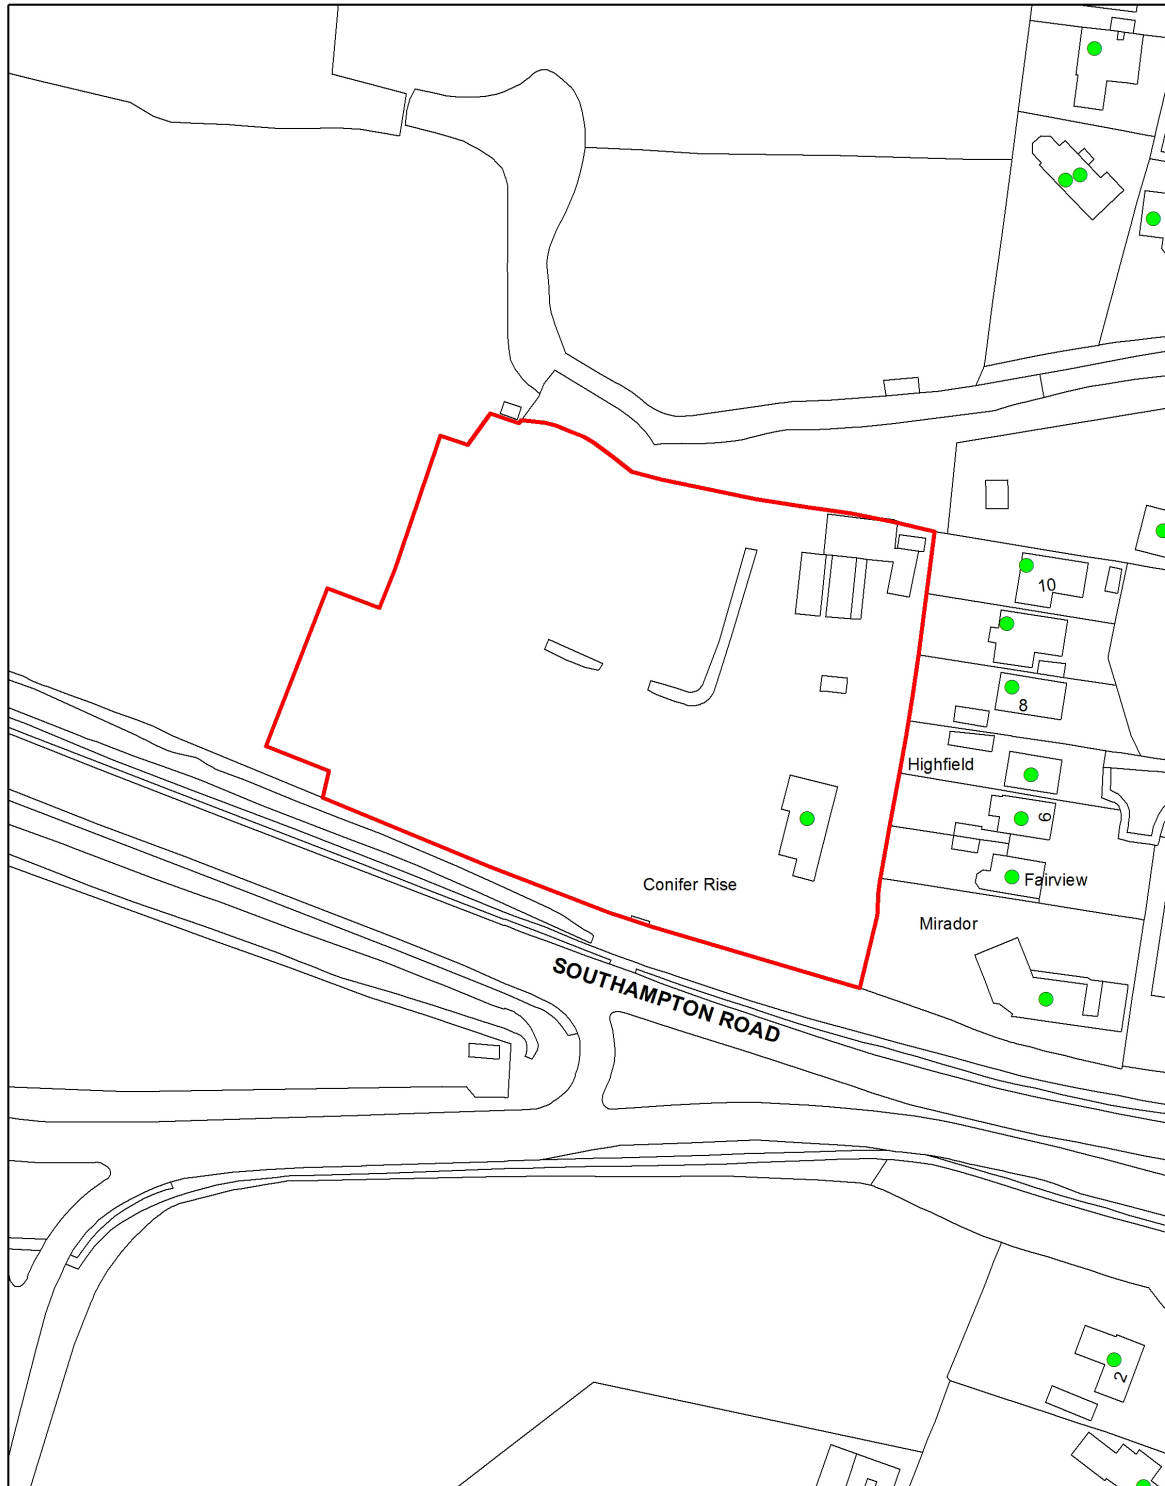 10
8
Highfield
6
Conifer Rise
Fairview
Mirador
SOUTHAMPTON ROAD
2